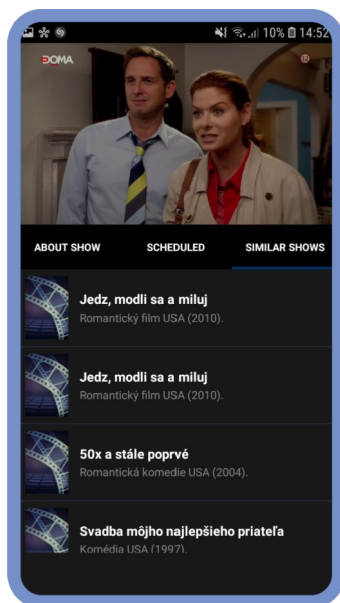 10% 14:52
DOMA
12
ABOUT SHOW SCHEDULED SIMILAR SHOWS
Jedz, modli sa a miluj
Romantický film USA (2010).
Jedz, modli sa a miluj
Romantický film USA (2010).
50x a stále poprvé
Romantická komedie USA (2004).
Svadba môjho najlepšieho priateľa
Komédia USA (1997).